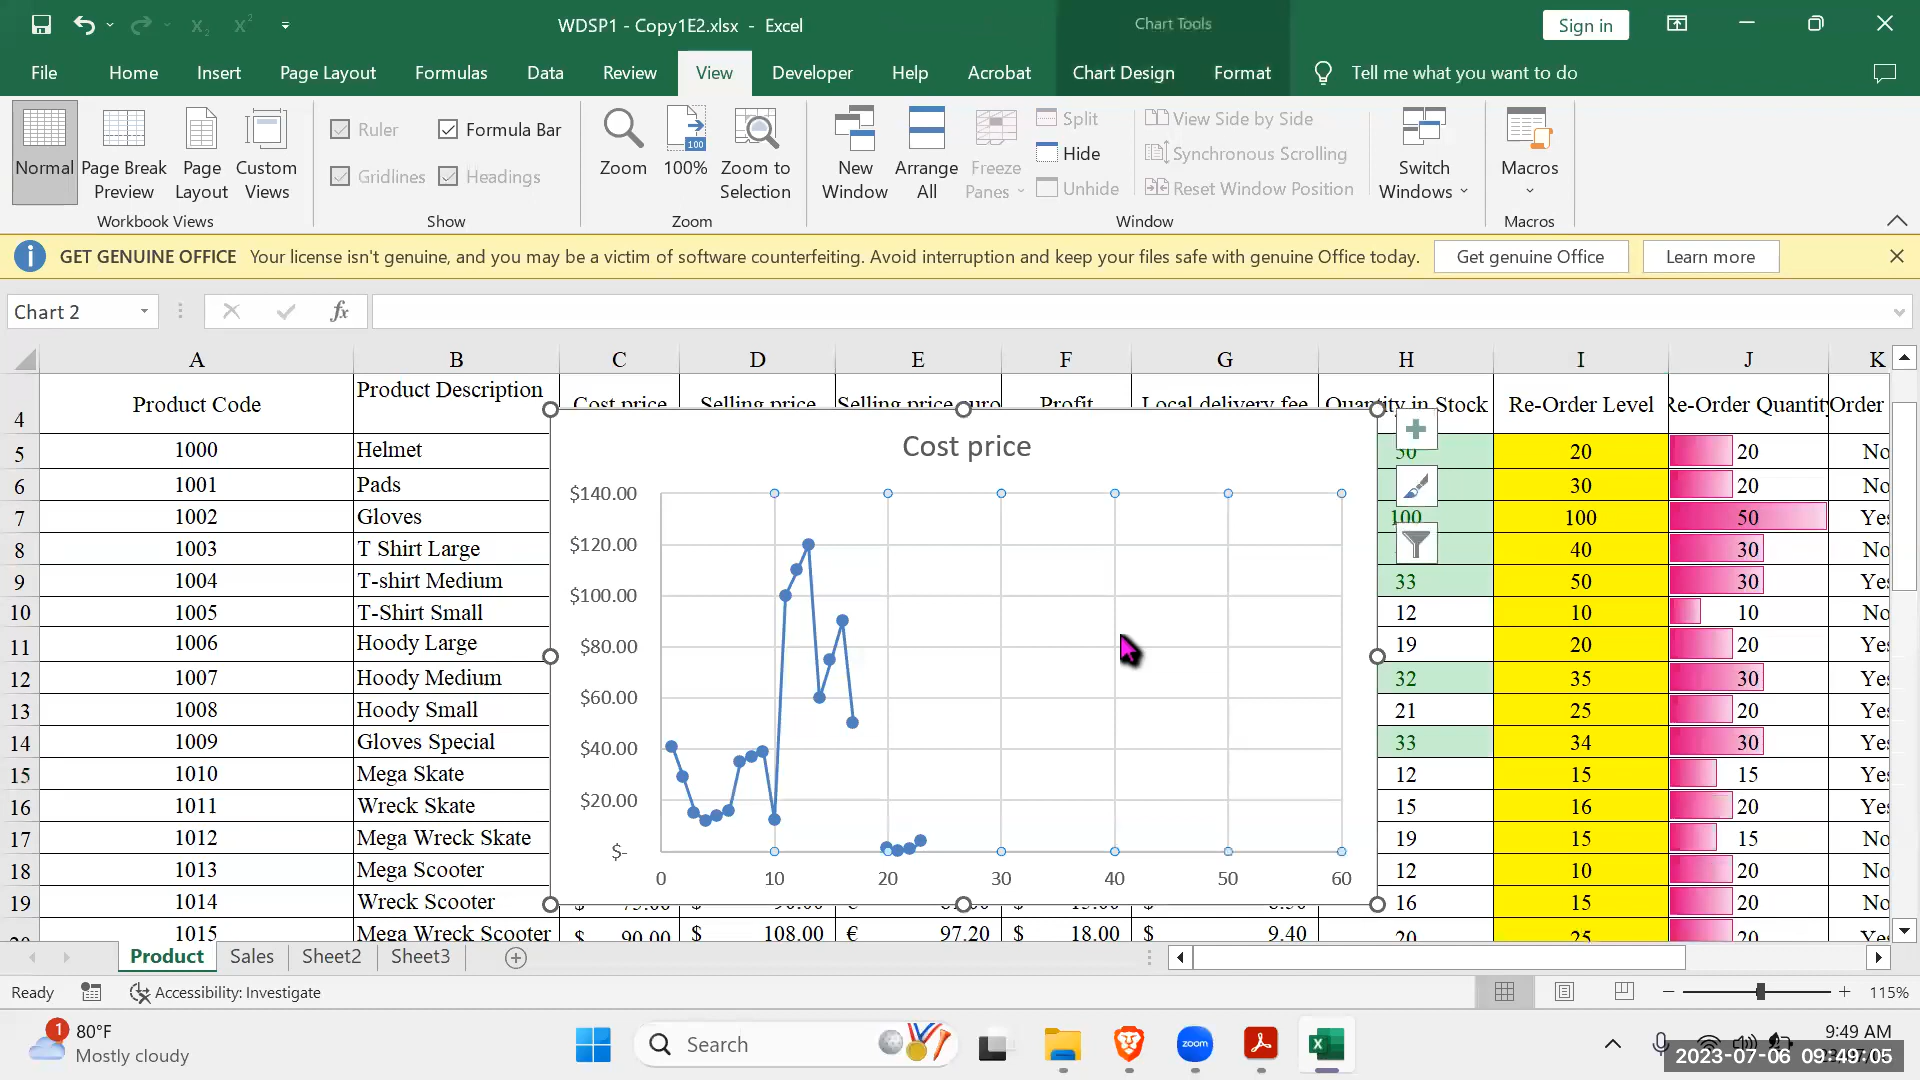 WDSP1 - Copy1E2.xlsx - Excel
Chart Tools
Sign in
File Home Insert Page Layout Formulas Data Review View Developer Help Acrobat Chart Design Format Tell me what you want to do
Normal
Page Break Preview
Page Layout
Custom Views
Workbook Views
Ruler
Formula Bar
Gridlines
Headings
Show
Zoom
100
100%
Zoom to Selection
Zoom
New Window
Arrange All
Freeze Panes
Split
Hide
Unhide
View Side by Side
Synchronous Scrolling
Reset Window Position
Switch Windows
Window
Macros
Macros
GET GENUINE OFFICE Your license isn't genuine, and you may be a victim of software counterfeiting. Avoid interruption and keep your files safe with genuine Office today. Get genuine Office Learn more
Chart 2 fx
A B C D E F G H I J K
4 Product Code Product Description Cost price Selling price Selling price euro Profit Local delivery fee Quantity in Stock Re-Order Level Re-Order Quantity Order
5 1000 Helmet 20 20 No
6 1001 Pads 30 20 No
7 1002 Gloves 100 100 50 Yes
8 1003 T Shirt Large 40 30 No
9 1004 T-shirt Medium 33 50 30 Yes
10 1005 T-Shirt Small 12 10 10 No
11 1006 Hoody Large 19 20 20 Yes
12 1007 Hoody Medium 32 35 30 Yes
13 1008 Hoody Small 21 25 20 Yes
14 1009 Gloves Special 33 34 30 Yes
15 1010 Mega Skate 12 15 15 Yes
16 1011 Wreck Skate 15 16 20 Yes
17 1012 Mega Wreck Skate 19 15 15 No
18 1013 Mega Scooter 12 10 20 No
19 1014 Wreck Scooter 16 15 20 No
1015 Mega Wreck Scooter $ 90.00 $ 108.00 € 97.20 $ 18.00 $ 9.40 20 25 20 Yes
Cost price
$140.00
$120.00
$100.00
$80.00
$60.00
$40.00
$20.00
$-
0 10 20 30 40 50 60
Product Sales Sheet2 Sheet3
Ready Accessibility: Investigate 115%
1 80°F
Mostly cloudy
Search
zoom
9:49 AM
2023-07-06 09:49:05